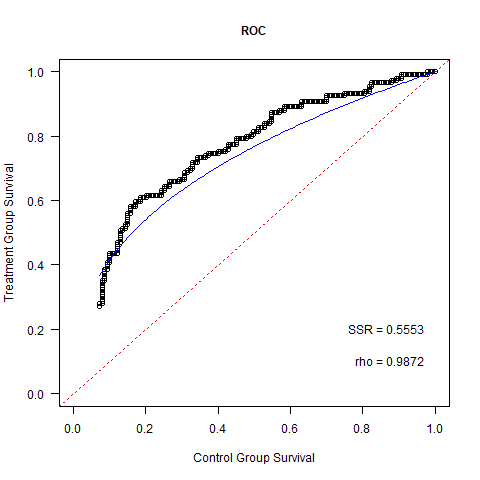 ROC
Treatment Group Survival
1.0
0.8
0.6
0.4
0.2
0.0
SSR = 0.5553
rho = 0.9872
0.0 0.2 0.4 0.6 0.8 1.0
Control Group Survival